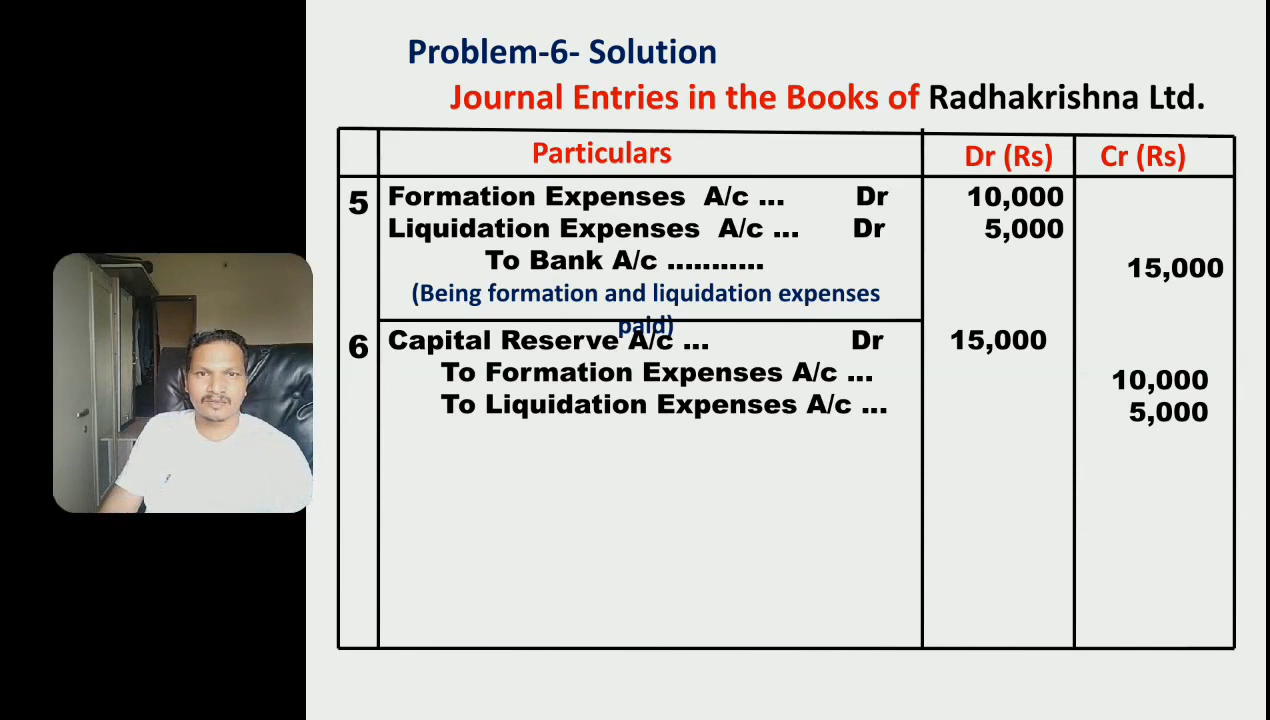 Problem-6- Solution
Journal Entries in the Books of Radhakrishna Ltd.
Particulars Dr (Rs) Cr (Rs)
5 Formation Expenses A/c ... Dr 10,000
Liquidation Expenses A/c ... Dr 5,000
To Bank A/c ........... 15,000
(Being formation and liquidation expenses
paid)
6 Capital Reserve A/c ... Dr 15,000
To Formation Expenses A/c ... 10,000
To Liquidation Expenses A/c ... 5,000